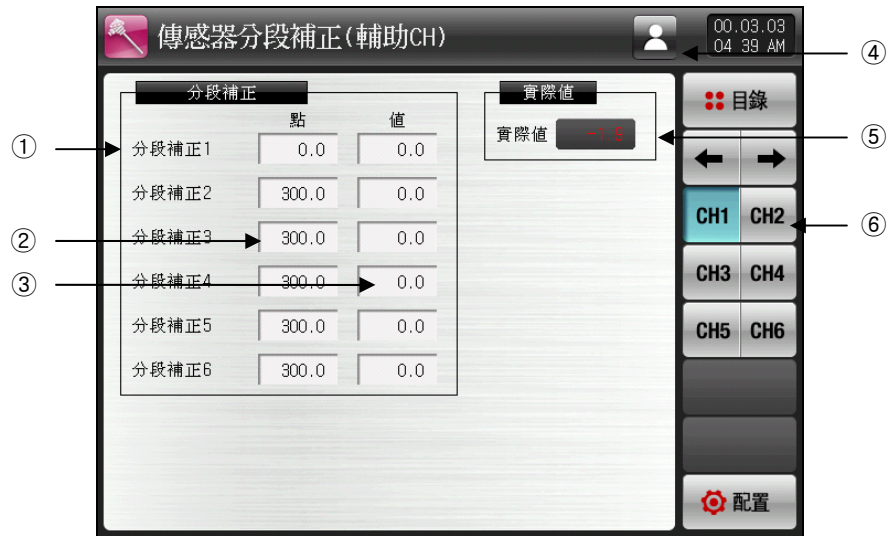 傳感器分段補正(輔助CH)
00.03.03
04 39 AM
④
分段補正
實際值
目錄
點 值
① 分段補正1 0.0 0.0
實際值
⑤
分段補正2 300.0 0.0
CH1 CH2
⑥
② 分段補正3 300.0 0.0
③ 分段補正4 300.0 0.0
CH3 CH4
分段補正5 300.0 0.0
CH5 CH6
分段補正6 300.0 0.0
配置